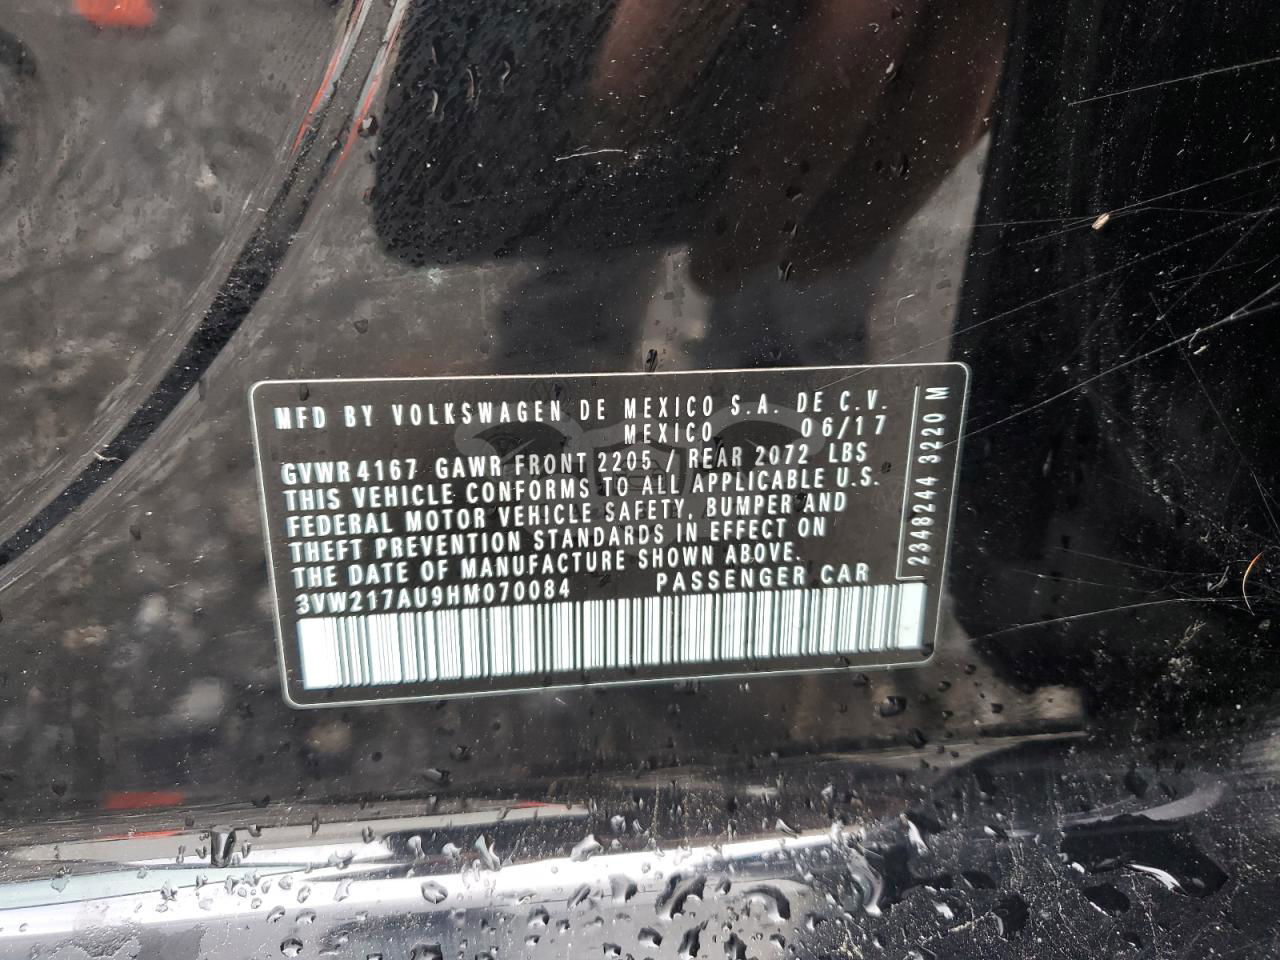 MFD BY VOLKSWAGEN DE MEXICO S.A. DE C.V.
MEXICO 06/17
GVWR 4167 GAWR FRONT 2205 / REAR 2072 LBS
THIS VEHICLE CONFORMS TO ALL APPLICABLE U.S.
FEDERAL MOTOR VEHICLE SAFETY, BUMPER AND
THEFT PREVENTION STANDARDS IN EFFECT ON
THE DATE OF MANUFACTURE SHOWN ABOVE.
3VW217AU9HM070084 PASSENGER CAR
2348244 3220 M